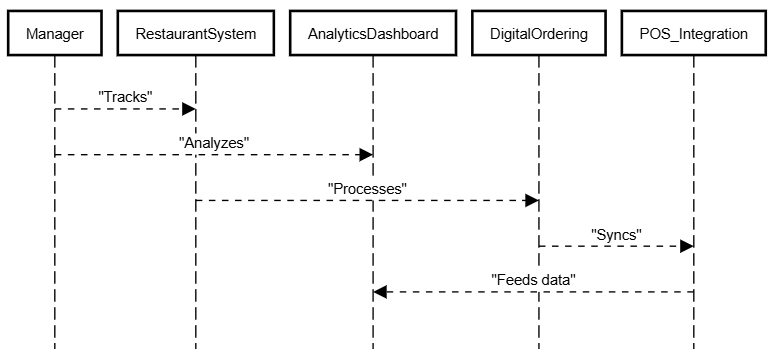 Manager
RestaurantSystem
AnalyticsDashboard
DigitalOrdering
POS_Integration
"Tracks"
"Analyzes"
"Processes"
"Syncs"
"Feeds data"